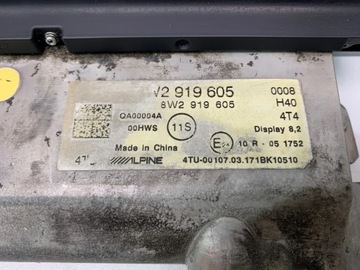 V2 919 605
0008
8W2 919 605
H40
4T4
QA00004A
00HWS
11S
Display 8,2
E
10 R - 05 1752
Made in China
ALPINE
4TU-00107.03.171BK10510